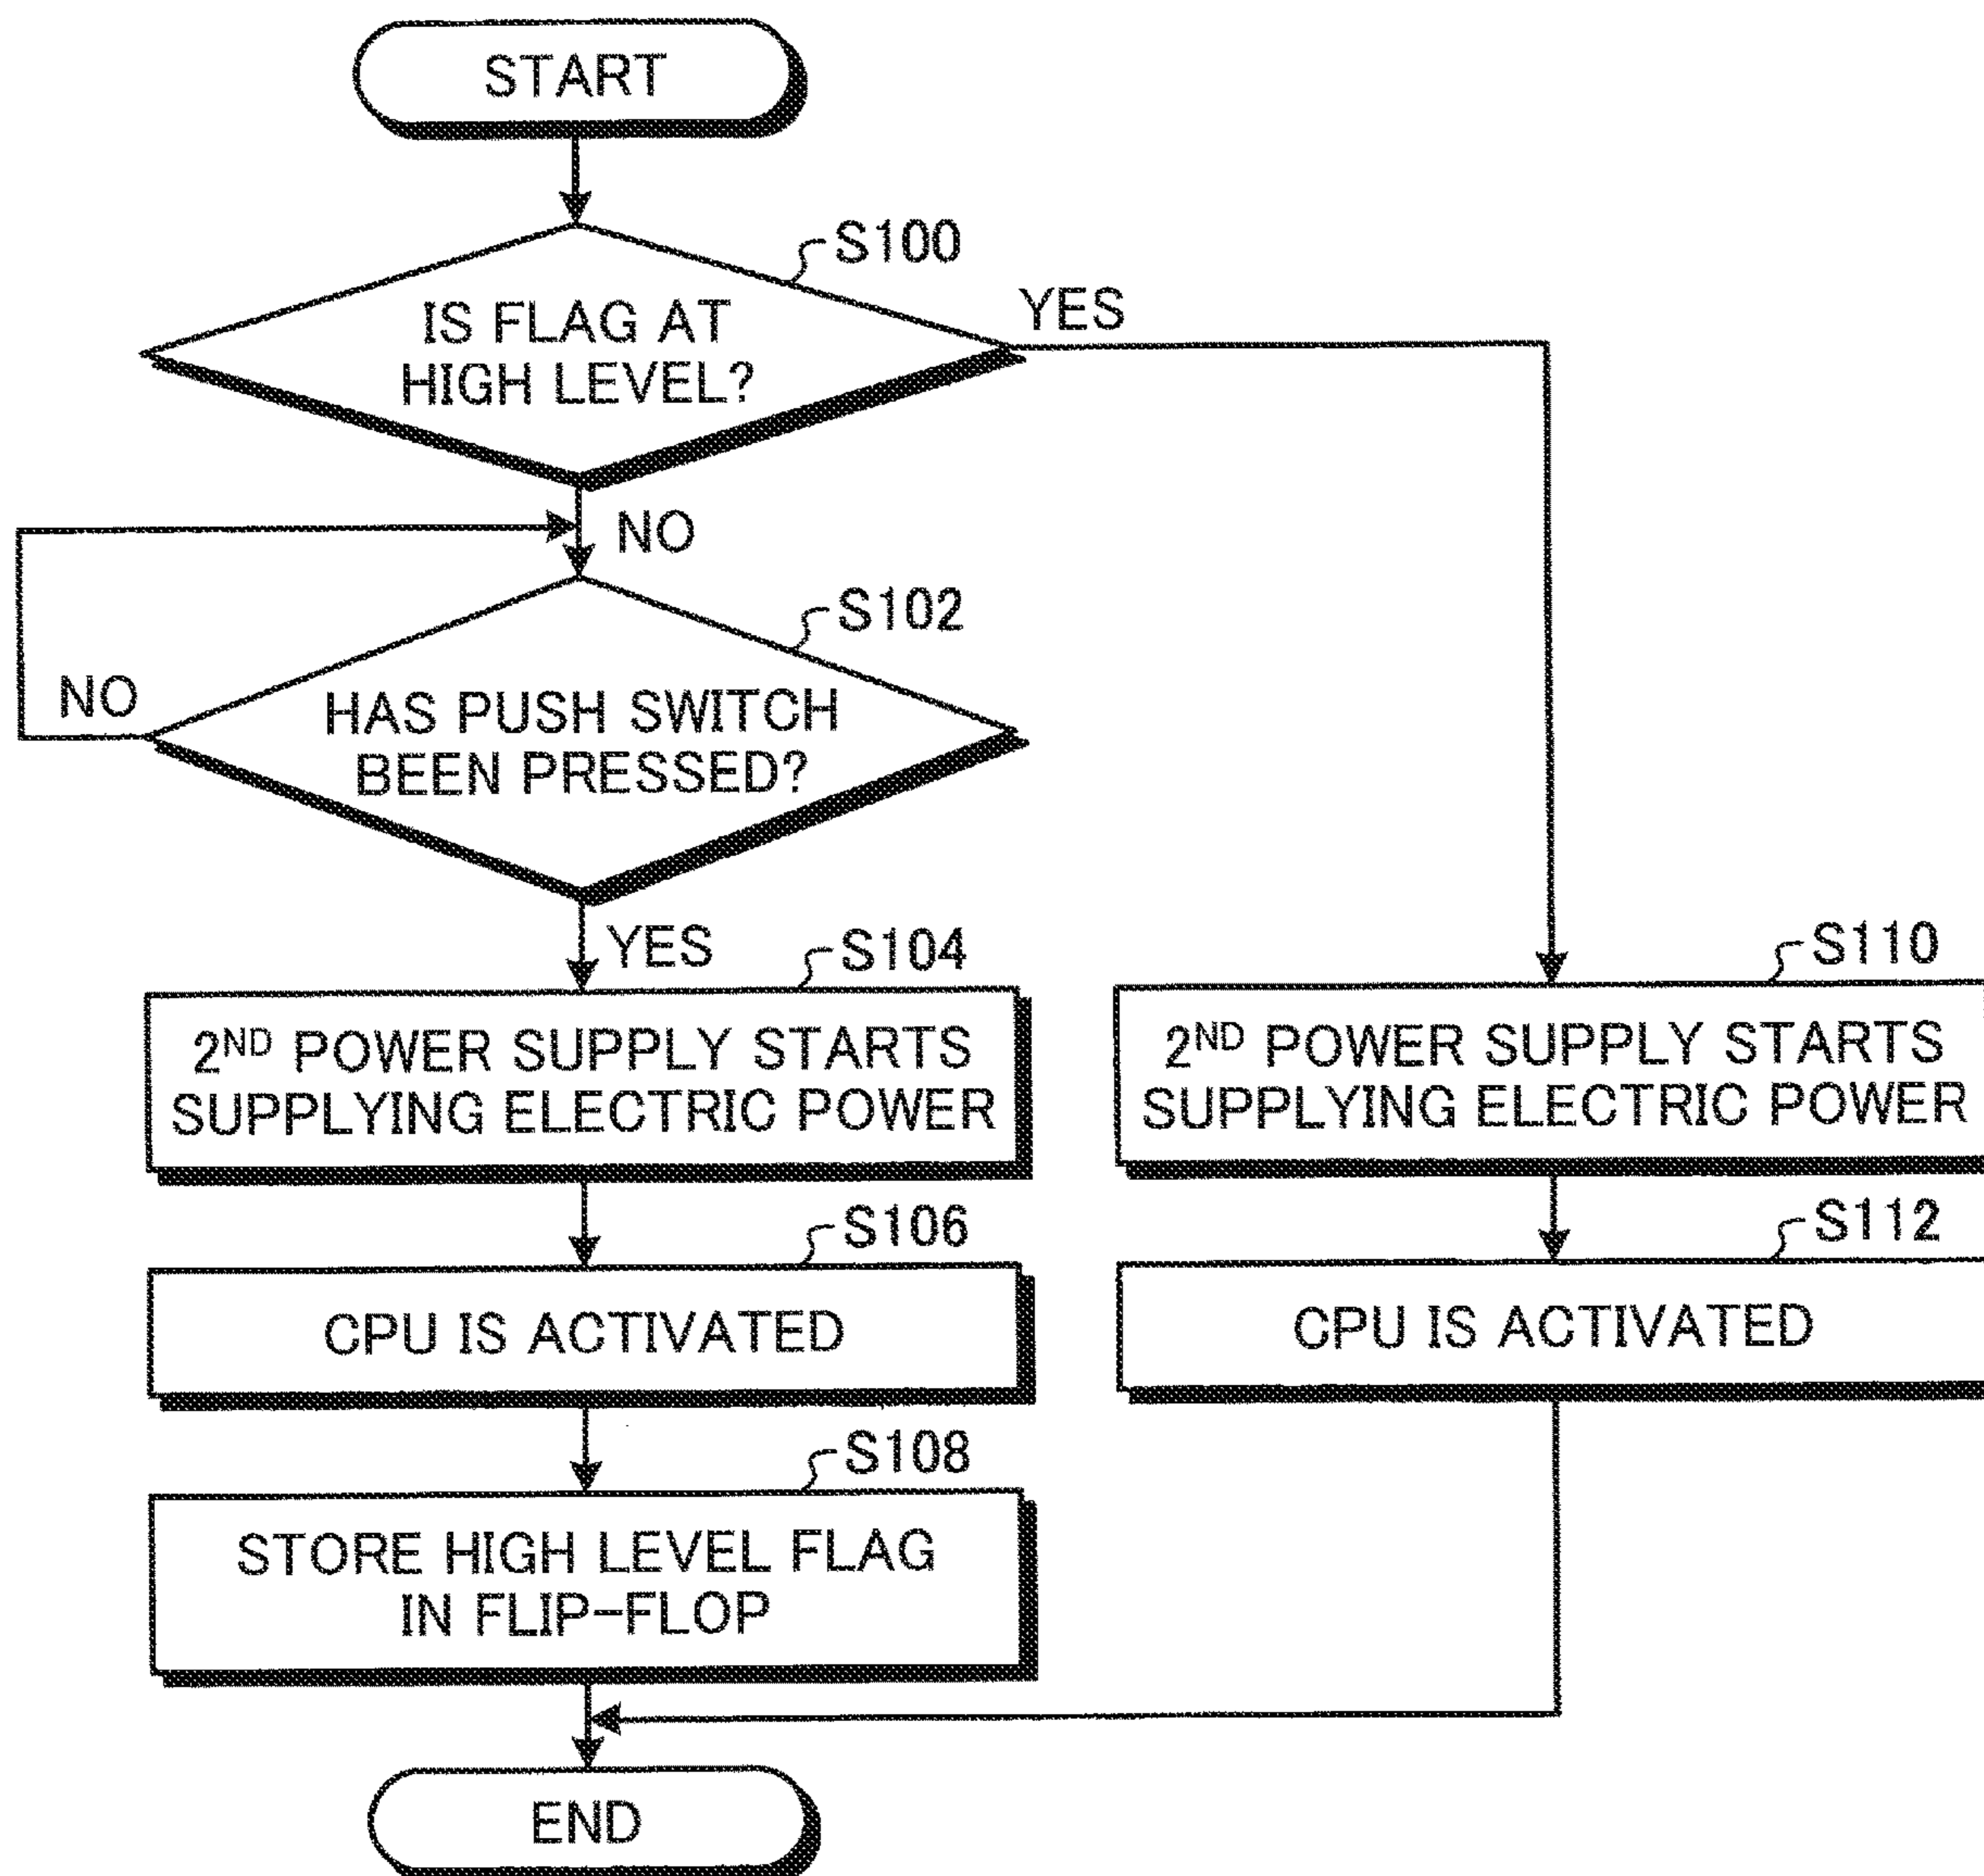 START
S100
IS FLAG AT
HIGH LEVEL?
YES
NO
S102
HAS PUSH SWITCH
BEEN PRESSED?
NO
YES
S104
2ND POWER SUPPLY STARTS
SUPPLYING ELECTRIC POWER
S106
CPU IS ACTIVATED
S108
STORE HIGH LEVEL FLAG
IN FLIP-FLOP
S110
2ND POWER SUPPLY STARTS
SUPPLYING ELECTRIC POWER
S112
CPU IS ACTIVATED
END